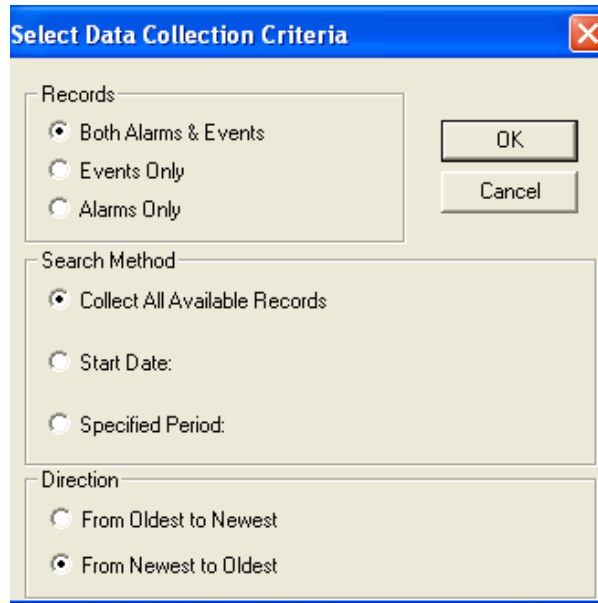 Select Data Collection Criteria
Records
Both Alarms & Events
Events Only
Alarms Only
OK
Cancel
Search Method
Collect All Available Records
Start Date:
Specified Period:
Direction
From Oldest to Newest
From Newest to Oldest